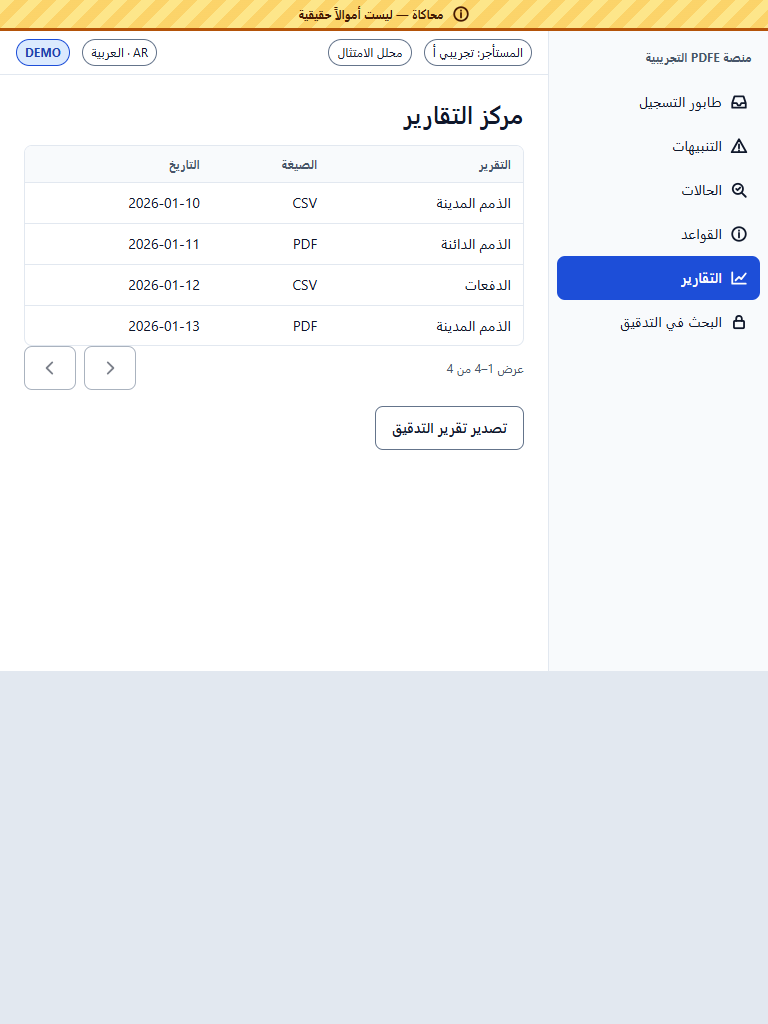 محاكاة — ليست أموالاً حقيقية
منصة PDFE التجريبية
طابور التسجيل
التنبيهات
الحالات
القواعد
التقارير
البحث في التدقيق
المستأجر: تجريبي أ
محلل الامتثال
AR · العربية
DEMO
مركز التقارير
التقرير الصيغة التاريخ
الذمم المدينة CSV 2026-01-10
الذمم الدائنة PDF 2026-01-11
الدفعات CSV 2026-01-12
الذمم المدينة PDF 2026-01-13
عرض 1–4 من 4
تصدير تقرير التدقيق